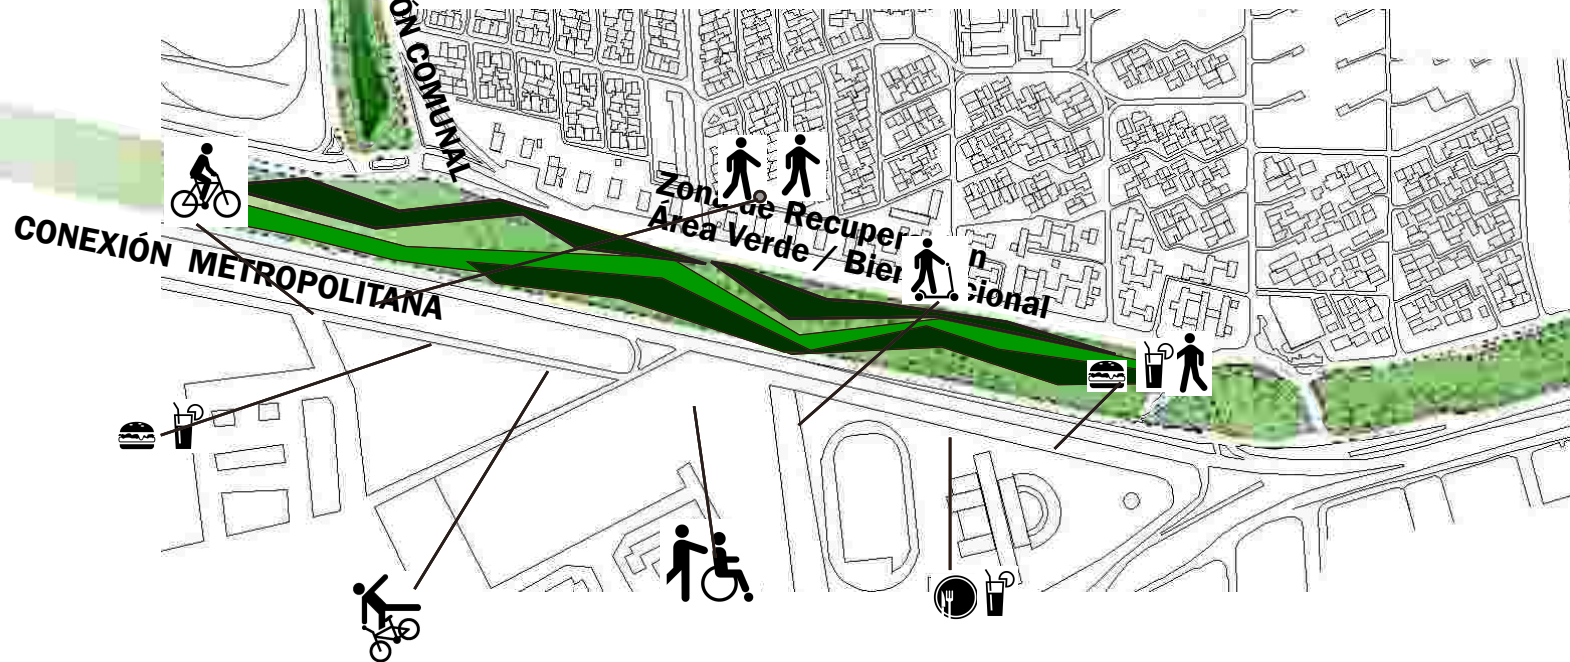 ÓN COMUNAL
Zona de Recuper n
Área Verde / Bien cional
CONEXIÓN METROPOLITANA